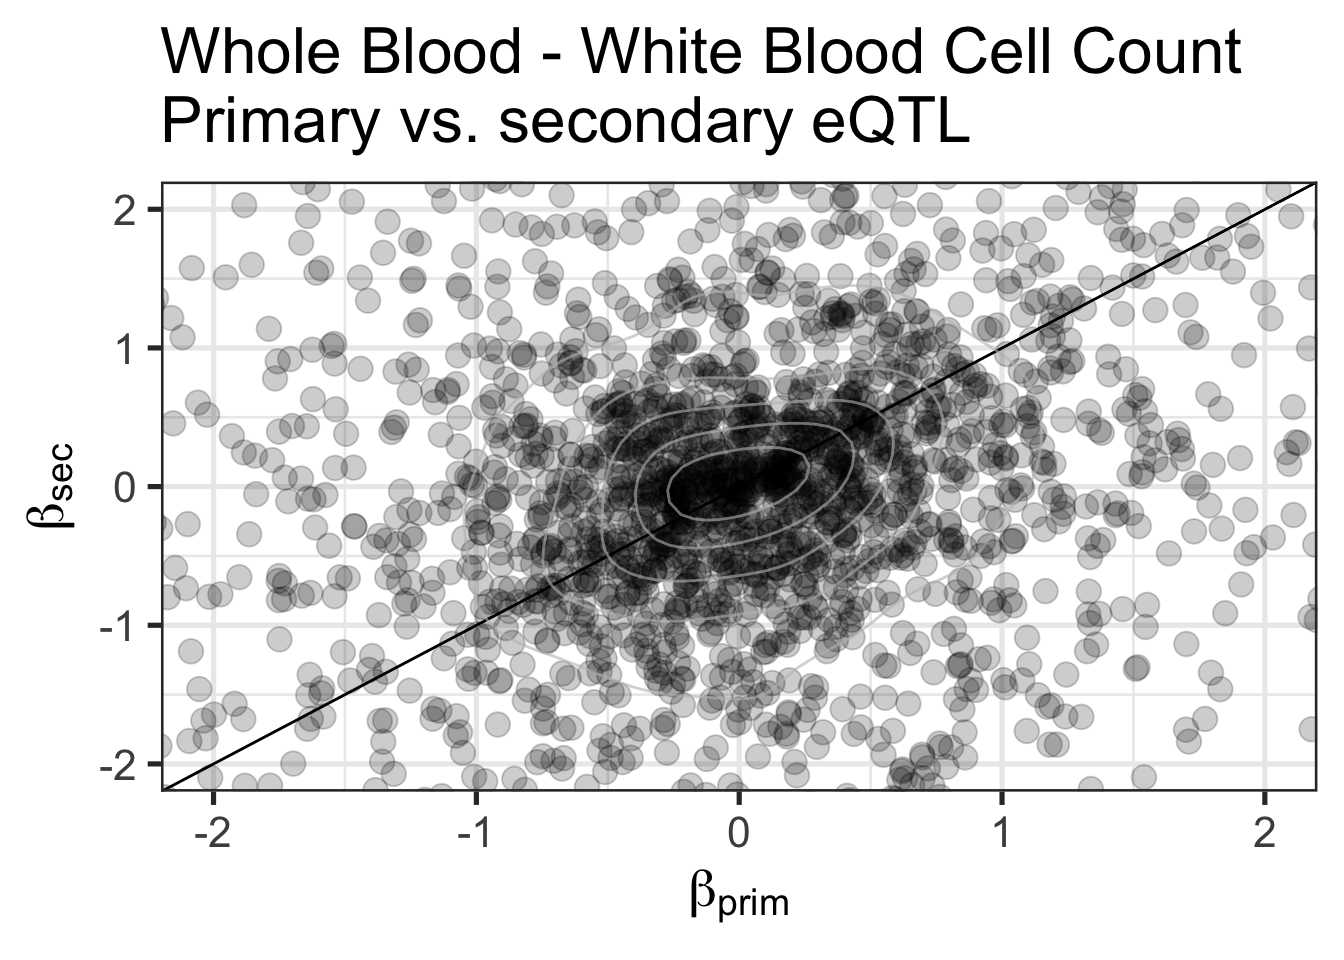 Whole Blood - White Blood Cell Count
Primary vs. secondary eQTL
2
1
0
-1
-2
βsec
-2 -1 0 1 2
βprim